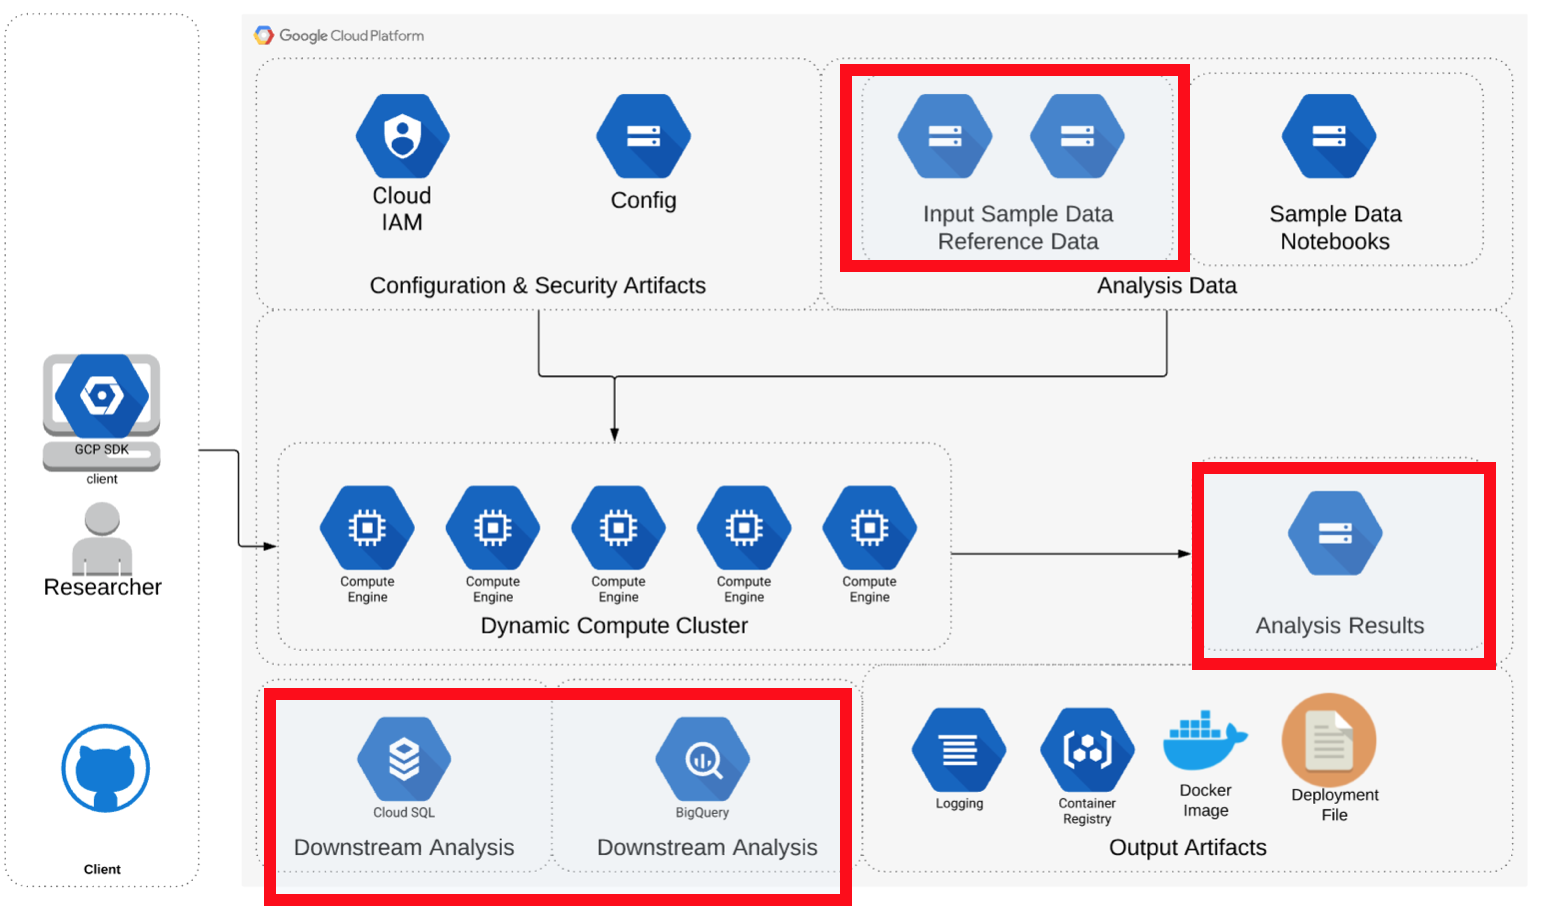 Google Cloud Platform
Cloud
IAM
Config
Configuration & Security Artifacts
Input Sample Data
Reference Data
Sample Data
Notebooks
Analysis Data
GCP SDK
client
Researcher
Client
Compute
Engine
Compute
Engine
Compute
Engine
Compute
Engine
Compute
Engine
Dynamic Compute Cluster
Analysis Results
Cloud SQL
Downstream Analysis
BigQuery
Downstream Analysis
Logging
Container
Registry
Docker
Image
Deployment
File
Output Artifacts